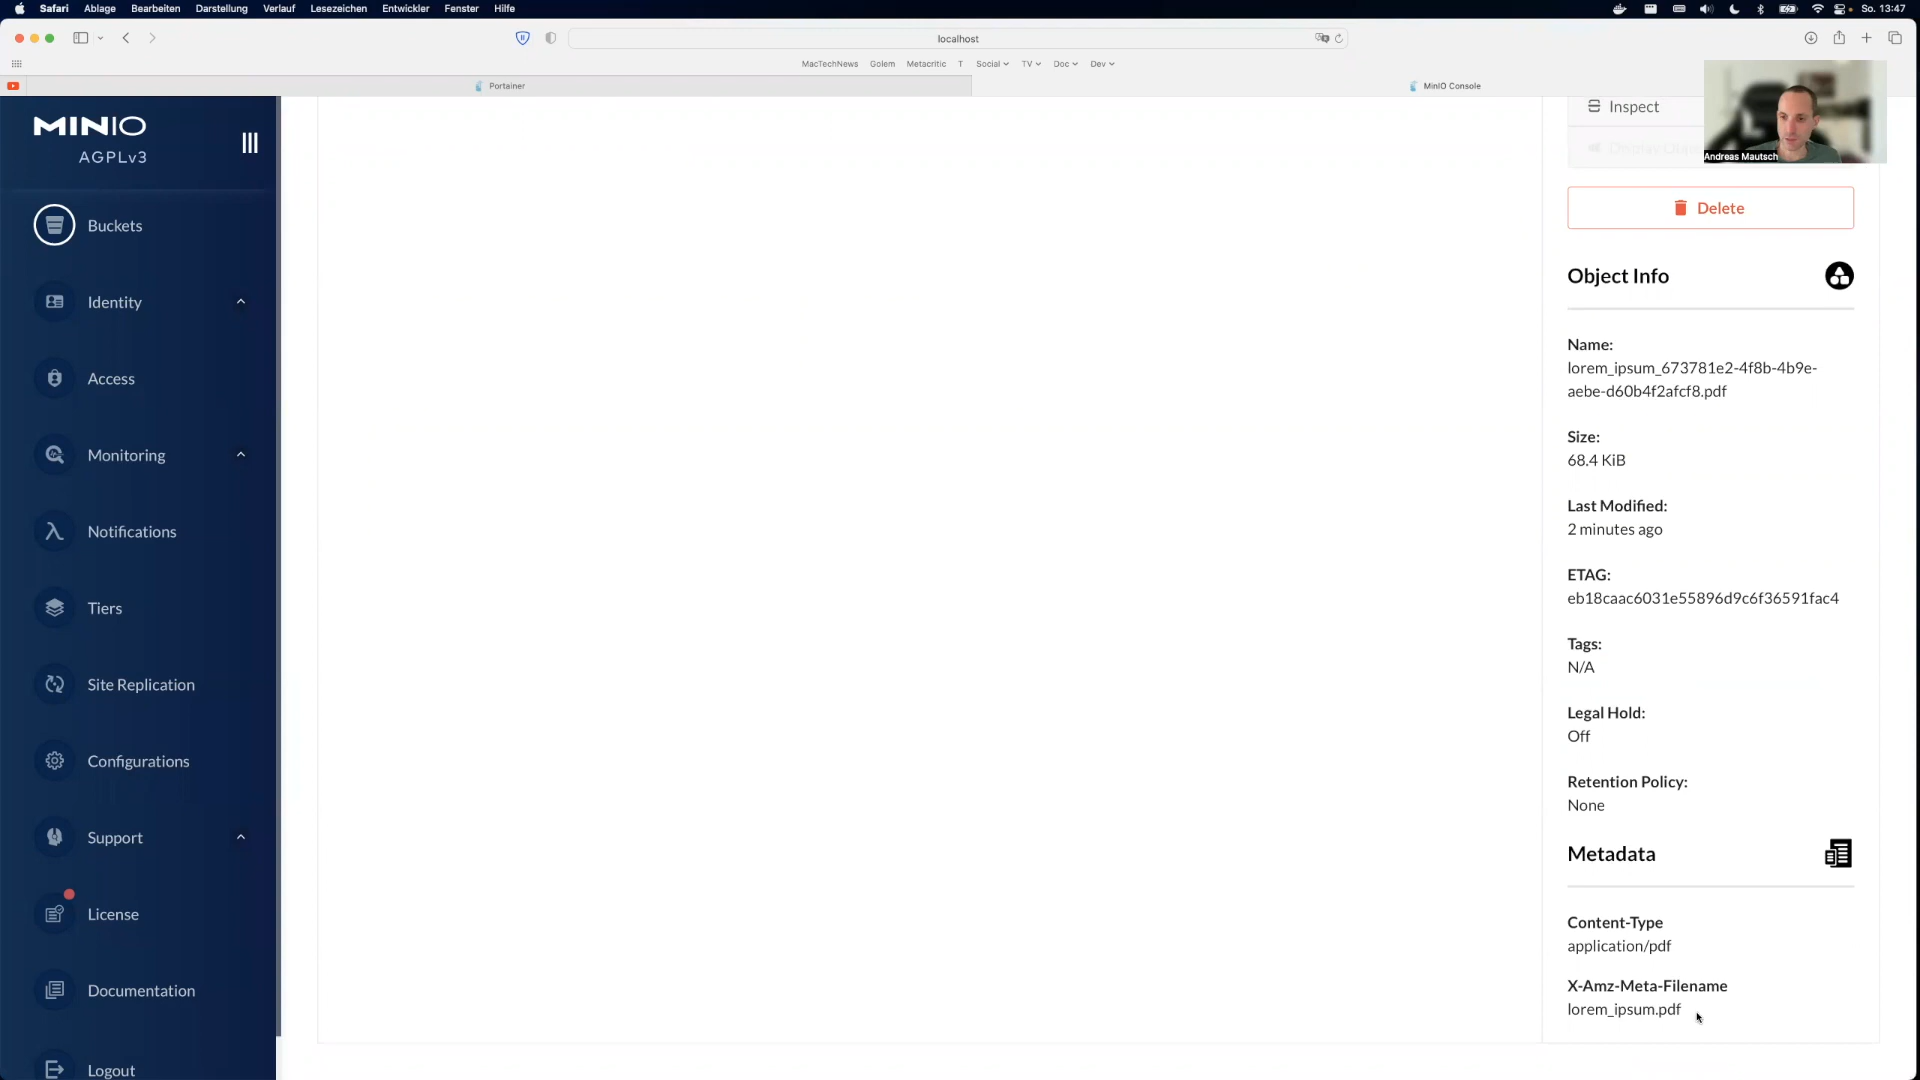 Safari Ablage Bearbeiten Darstellung Verlauf Lesezeichen Entwickler Fenster Hilfe So. 13:47
localhost
MacTechNews Golem Metacritic T Social TV Doc Dev
Portainer MinIO Console
MINIO
AGPLv3
Buckets
Identity
Access
Monitoring
Notifications
Tiers
Site Replication
Configurations
Support
License
Documentation
Logout
Inspect
Andreas Mautsch
Delete
Object Info
Name:
lorem_ipsum_673781e2-4f8b-4b9e-
aebe-d60b4f2afcf8.pdf
Size:
68.4 KiB
Last Modified:
2 minutes ago
ETAG:
eb18caac6031e55896d9c6f36591fac4
Tags:
N/A
Legal Hold:
Off
Retention Policy:
None
Metadata
Content-Type
application/pdf
X-Amz-Meta-Filename
lorem_ipsum.pdf